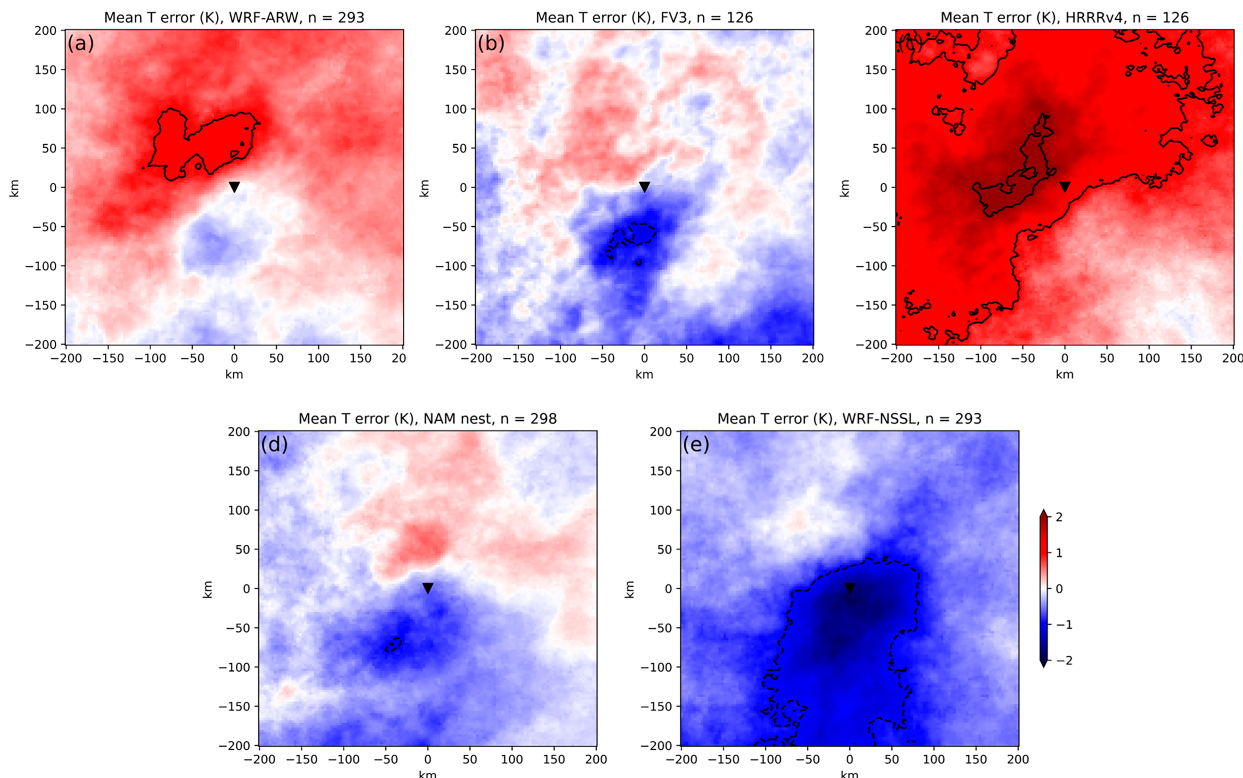 Mean T error (K), WRF-ARW, n = 293
(a)
200
150
100
50
0
−50
−100
−150
−200
km
−200 −150 −100 −50 0 50 100 150 20
km
Mean T error (K), FV3, n = 126
(b)
200
150
100
50
0
−50
−100
−150
−200
km
−200 −150 −100 −50 0 50 100 150 200
km
Mean T error (K), HRRRv4, n = 126
200
150
100
50
0
−50
−100
−150
−200
km
−200 −150 −100 −50 0 50 100 150 200
km
Mean T error (K), NAM nest, n = 298
(d)
200
150
100
50
0
−50
−100
−150
−200
km
−200 −150 −100 −50 0 50 100 150 200
km
Mean T error (K), WRF-NSSL, n = 293
(e)
200
150
100
50
0
−50
−100
−150
−200
km
−200 −150 −100 −50 0 50 100 150 200
km
2
1
0
−1
−2